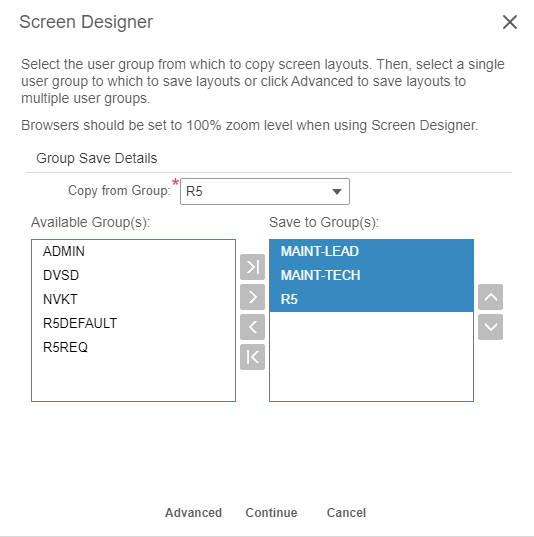 Screen Designer
Select the user group from which to copy screen layouts. Then, select a single
user group to which to save layouts or click Advanced to save layouts to
multiple user groups.
Browsers should be set to 100% zoom level when using Screen Designer.
Group Save Details
Copy from Group:* R5
Available Group(s):
ADMIN
DVSD
NVKT
R5DEFAULT
R5REQ
Save to Group(s):
MAINT-LEAD
MAINT-TECH
R5
Advanced Continue Cancel